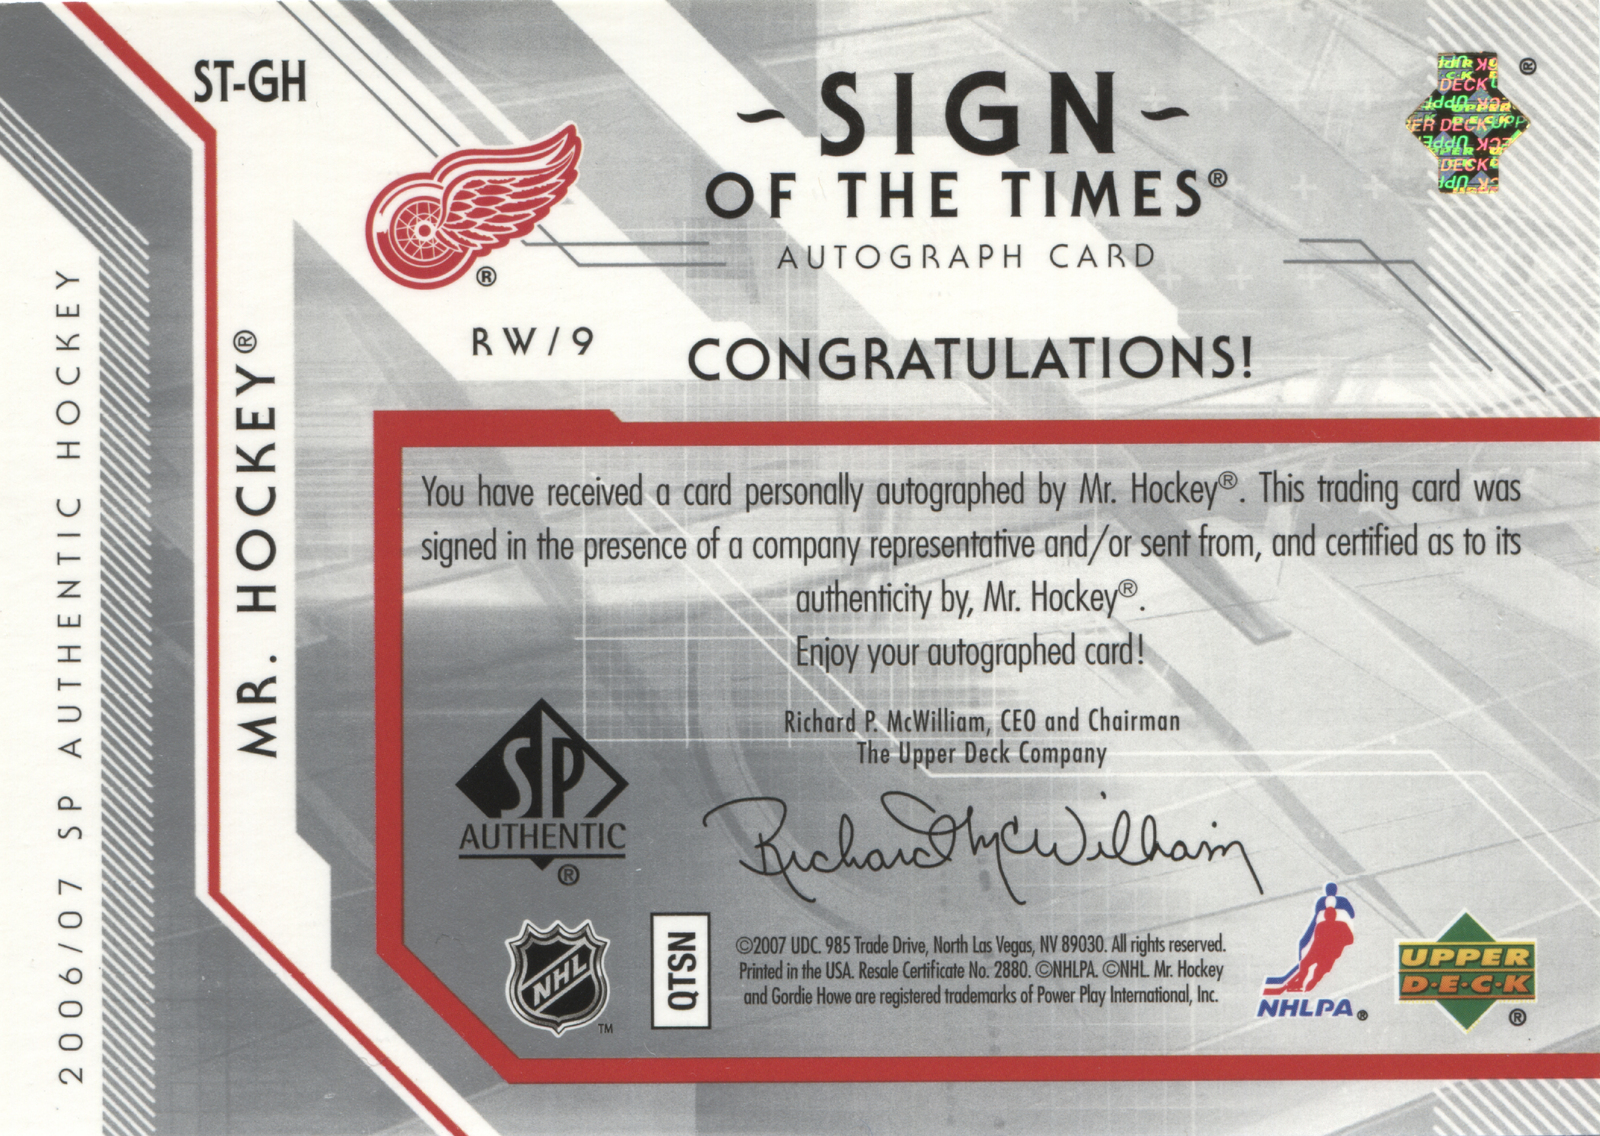 ST-GH
~SIGN~
OF THE TIMES®
AUTOGRAPH CARD
®
®
RW/9
CONGRATULATIONS!
2006/07 SP AUTHENTIC HOCKEY
MR. HOCKEY®
You have received a card personally autographed by Mr. Hockey®. This trading card was
signed in the presence of a company representative and/or sent from, and certified as to its
authenticity by, Mr. Hockey®.
Enjoy your autographed card!
Richard P. McWilliam, CEO and Chairman
The Upper Deck Company
Richard McWilliam
SP
AUTHENTIC
®
NHL
TM
QTSN
©2007 UDC. 985 Trade Drive, North Las Vegas, NV 89030. All rights reserved.
Printed in the USA. Resale Certificate No. 2880. ©NHLPA. ©NHL. Mr. Hockey
and Gordie Howe are registered trademarks of Power Play International, Inc.
NHLPA®
UPPER
D·E·C·K
®